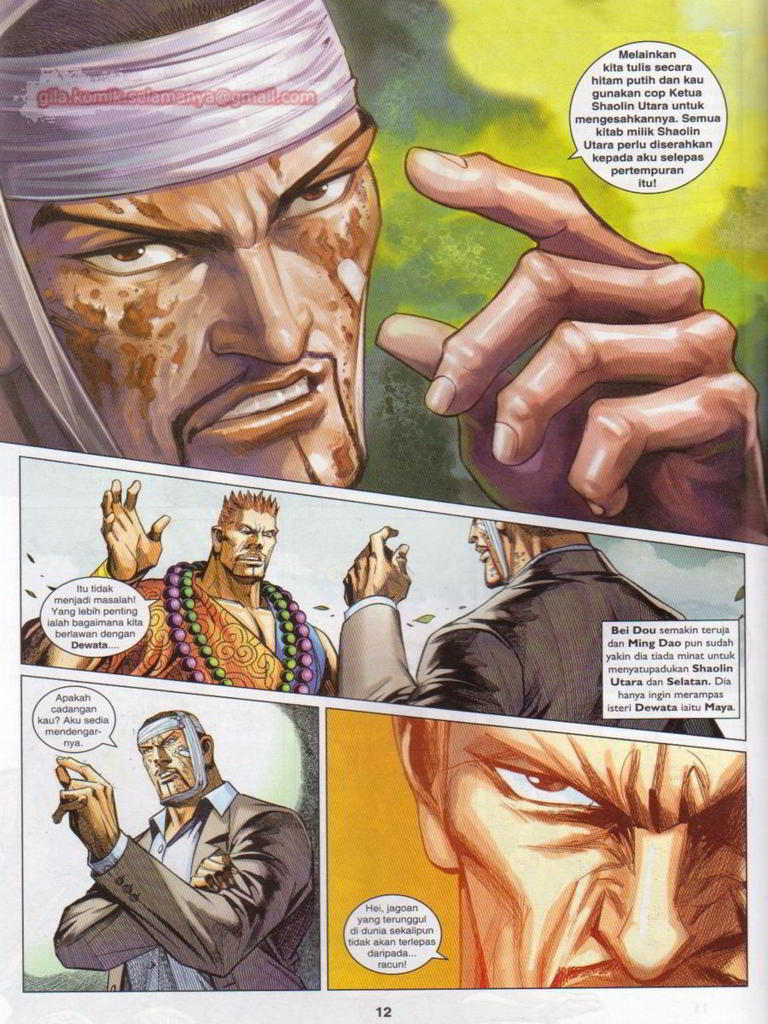 gila.komik.selamanya@gmail.com
Melainkan
kita tulis secara
hitam putih dan kau
gunakan cop Ketua
Shaolin Utara untuk
mengesahkannya. Semua
kitab milik Shaolin
Utara perlu diserahkan
kepada aku selepas
pertempuran
itu!
Itu tidak
menjadi masalah!
Yang lebih penting
ialah bagaimana kita
berlawan dengan
Dewata....
Bei Dou semakin teruja
dan Ming Dao pun sudah
yakin dia tiada minat untuk
menyatupadukan Shaolin
Utara dan Selatan. Dia
hanya ingin merampas
isteri Dewata iaitu Maya.
Apakah
cadangan
kau? Aku sedia
mendengar-
nya.
Hei, jagoan
yang terunggul
di dunia sekalipun
tidak akan terlepas
daripada...
racun!
12